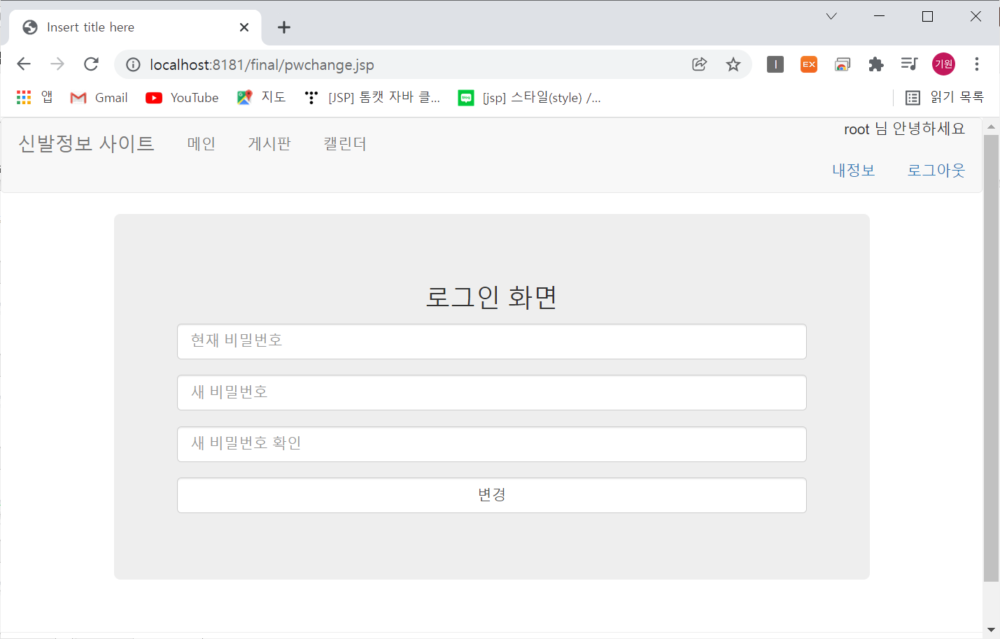 Insert title here
localhost:8181/final/pwchange.jsp
I
EX
기원
앱
Gmail
YouTube
지도
[JSP] 톰캣 자바 클...
blog
[jsp] 스타일(style) /...
읽기 목록
신발정보 사이트
메인
게시판
캘린더
root 님 안녕하세요
내정보
로그아웃
로그인 화면
현재 비밀번호
새 비밀번호
새 비밀번호 확인
변경